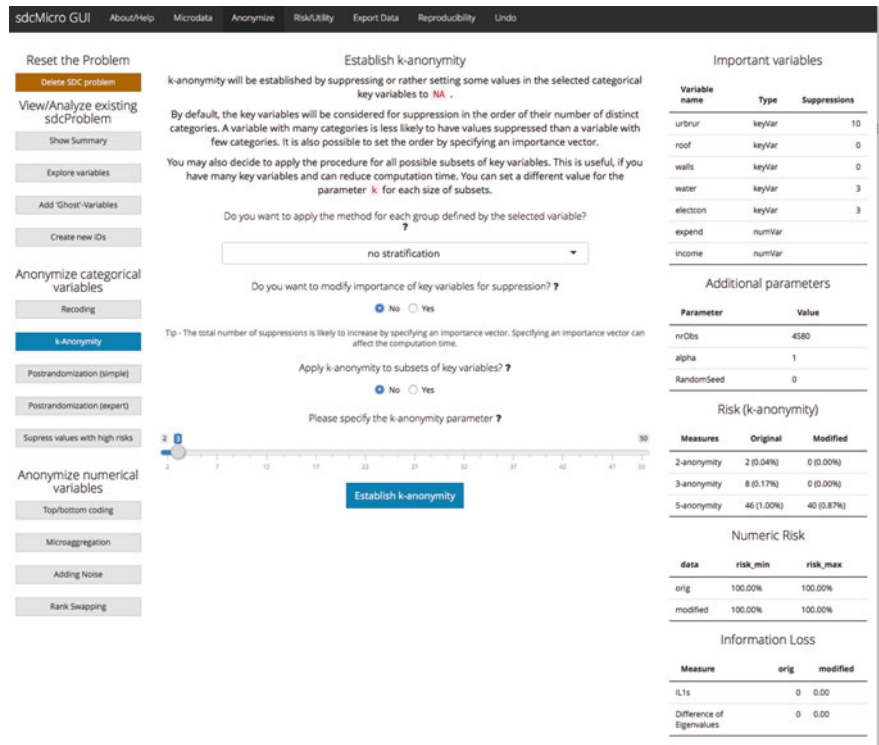 sdcMicro GUI About/Help Microdata Anonymize Risk/Utility Export Data Reproducibility Undo
Reset the Problem
Delete SDC problem
View/Analyze existing
sdcProblem
Show Summary
Explore variables
Add 'Ghost'-Variables
Create new IDs
Anonymize categorical
variables
Recoding
k-Anonymity
Postrandomization (simple)
Postrandomization (expert)
Supress values with high risks
Anonymize numerical
variables
Top/bottom coding
Microaggregation
Adding Noise
Rank Swapping
Establish k-anonymity
k-anonymity will be established by suppressing or rather setting some values in the selected categorical
key variables to NA .
By default, the key variables will be considered for suppression in the order of their number of distinct
categories. A variable with many categories is less likely to have values suppressed than a variable with
few categories. It is also possible to set the order by specifying an importance vector.
You may also decide to apply the procedure for all possible subsets of key variables. This is useful, if you
have many key variables and can reduce computation time. You can set a different value for the
parameter k for each size of subsets.
Do you want to apply the method for each group defined by the selected variable?
?
no stratification
Do you want to modify importance of key variables for suppression? ?
No Yes
Tip - The total number of suppressions is likely to increase by specifying an importance vector. Specifying an importance vector can
affect the computation time.
Apply k-anonymity to subsets of key variables? ?
No Yes
Please specify the k-anonymity parameter ?
2 3 50
2 7 12 17 22 27 32 37 42 47 50
Establish k-anonymity
Important variables
Variable
name Type Suppressions
urbrur keyVar 10
roof keyVar 0
walls keyVar 0
water keyVar 3
electcon keyVar 3
expend numVar
income numVar
Additional parameters
Parameter Value
nrObs 4580
alpha 1
RandomSeed 0
Risk (k-anonymity)
Measures Original Modified
2-anonymity 2 (0.04%) 0 (0.00%)
3-anonymity 8 (0.17%) 0 (0.00%)
5-anonymity 46 (1.00%) 40 (0.87%)
Numeric Risk
data risk_min risk_max
orig 100.00% 100.00%
modified 100.00% 100.00%
Information Loss
Measure orig modified
IL1s 0 0.00
Difference of
Eigenvalues 0 0.00